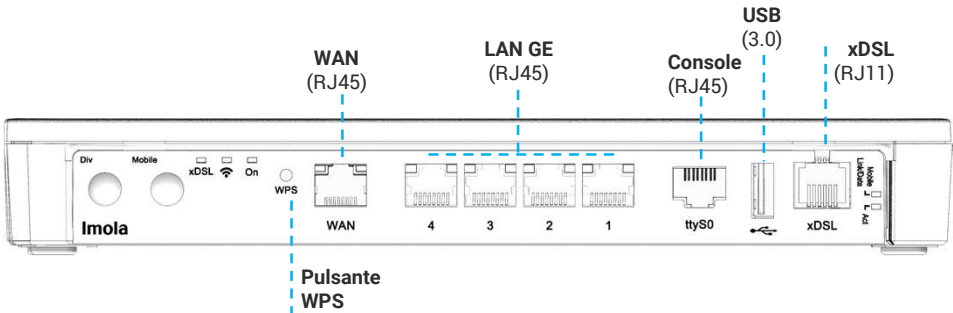 USB
(3.0)
WAN
(RJ45)
LAN GE
(RJ45)
Console
(RJ45)
xDSL
(RJ11)
Div
Mobile
xDSL
On
WPS
WAN
4
3
2
1
ttyS0
xDSL
Mobile
Link/Data
Act
Imola
Pulsante
WPS